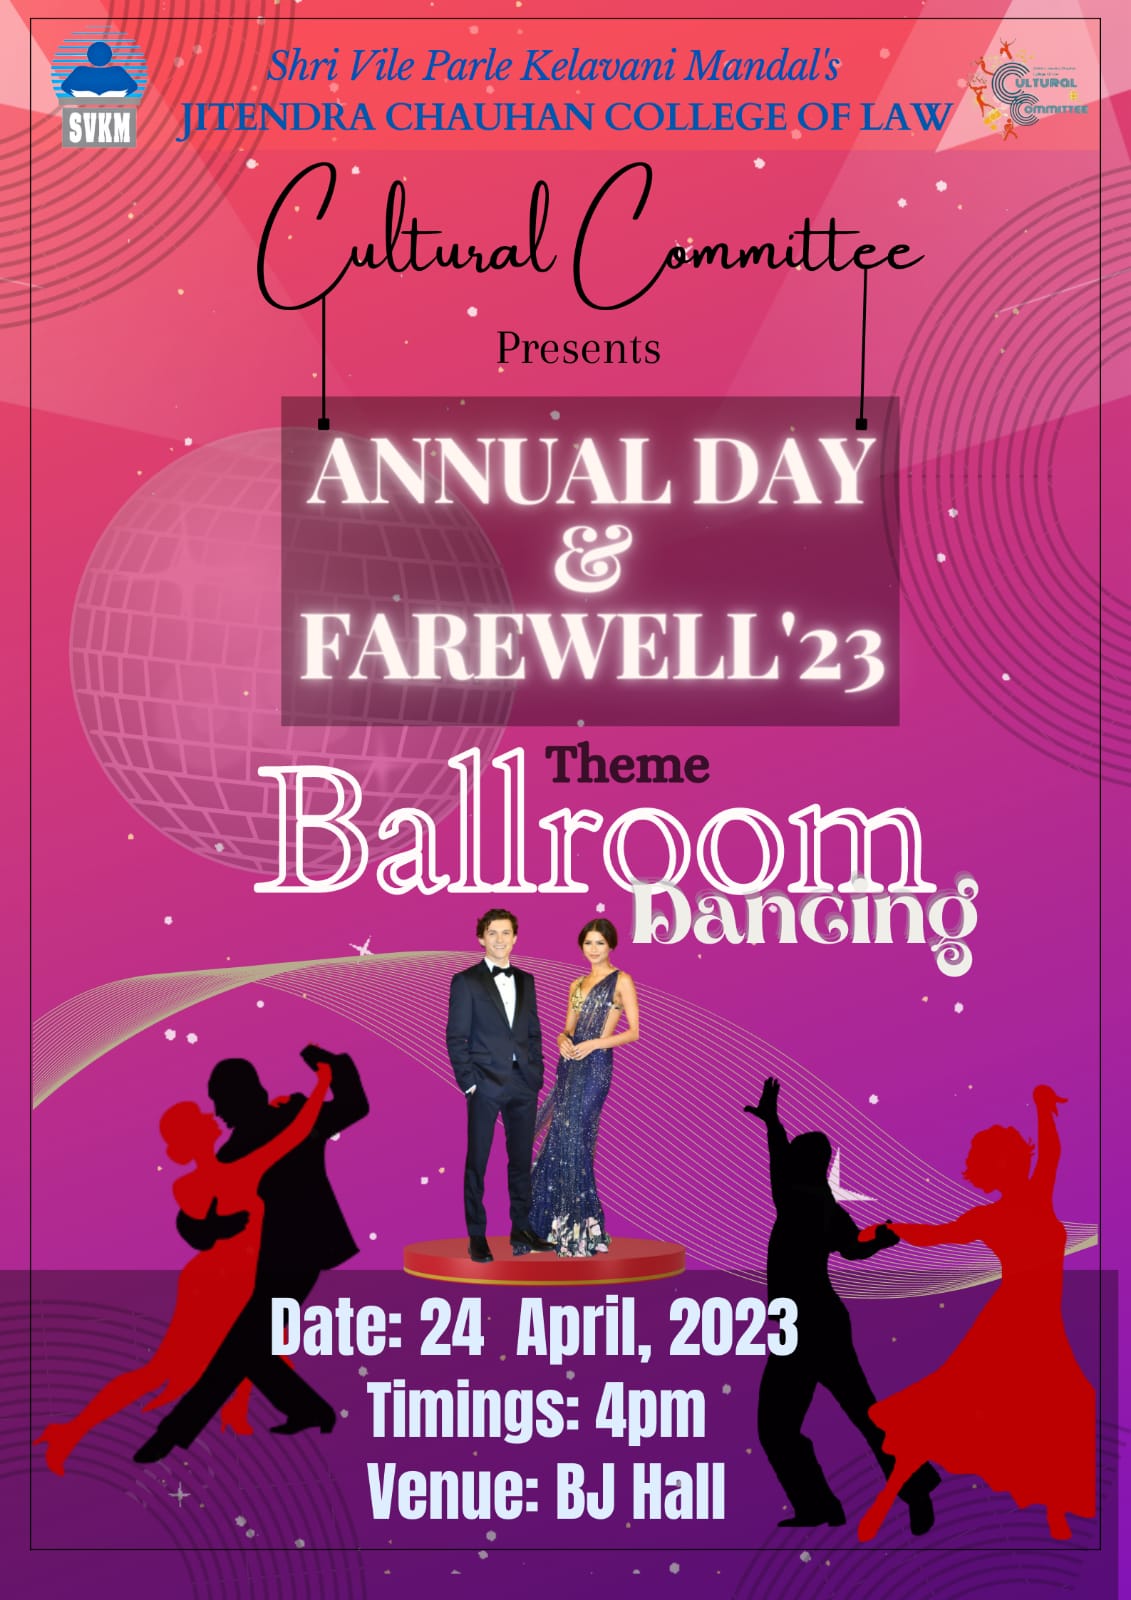 SVKM
Shri Vile Parle Kelavani Mandal's
JITENDRA CHAUHAN COLLEGE OF LAW
CULTURAL
COMMITTEE
Cultural Committee
Presents
ANNUAL DAY
&
FAREWELL'23
Theme
Ballroom
Dancing
Date: 24 April, 2023
Timings: 4pm
Venue: BJ Hall